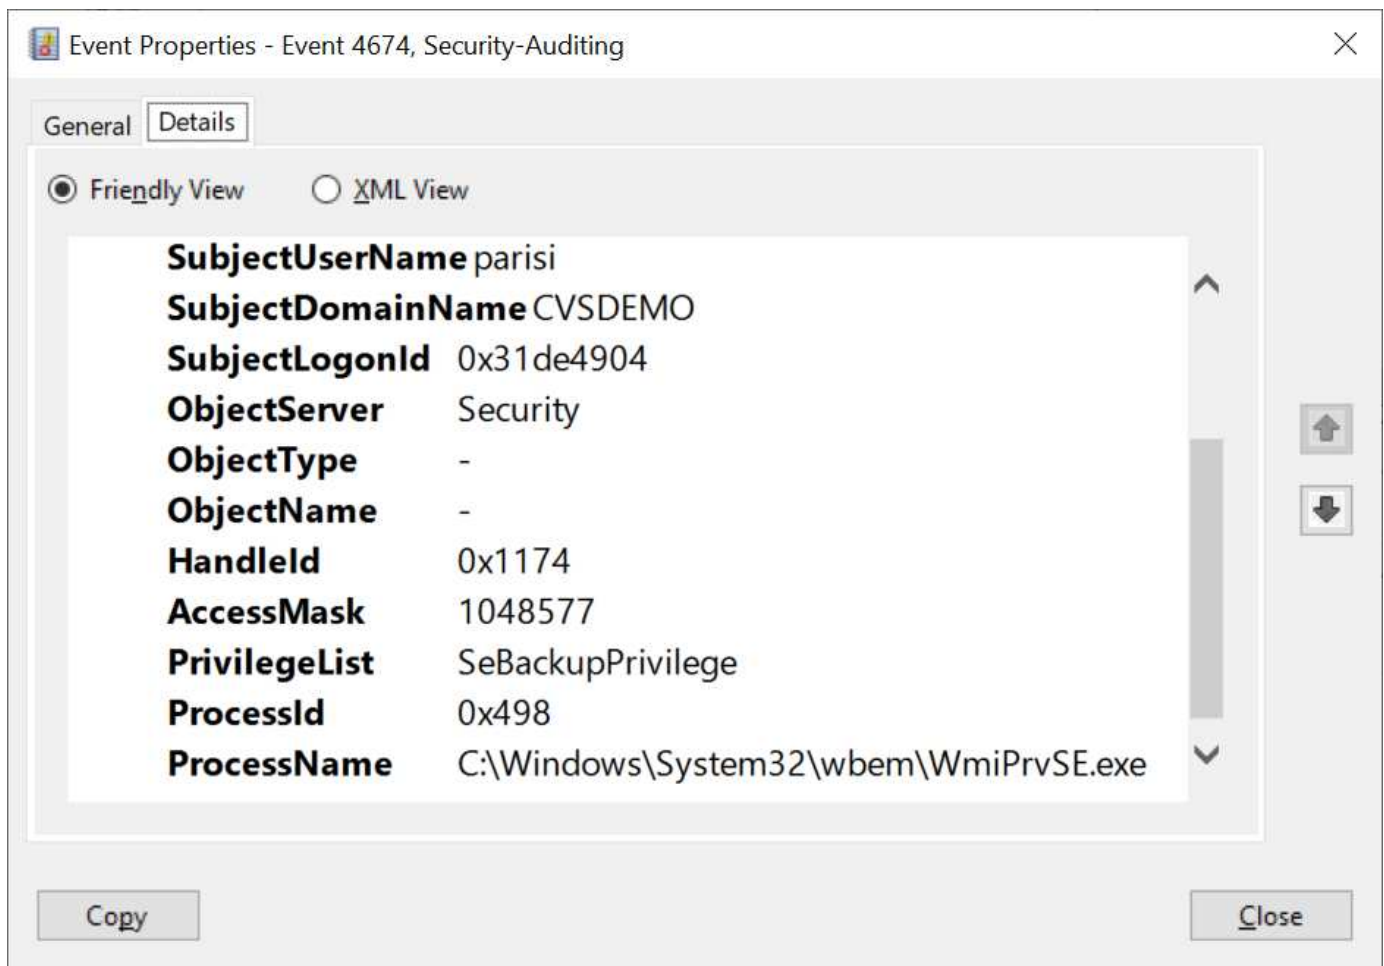 Event Properties - Event 4674, Security-Auditing
General Details
Friendly View XML View
SubjectUserName parisi
SubjectDomainName CVSDEMO
SubjectLogonId 0x31de4904
ObjectServer Security
ObjectType -
ObjectName -
HandleId 0x1174
AccessMask 1048577
PrivilegeList SeBackupPrivilege
ProcessId 0x498
ProcessName C:\Windows\System32\wbem\WmiPrvSE.exe
Copy Close